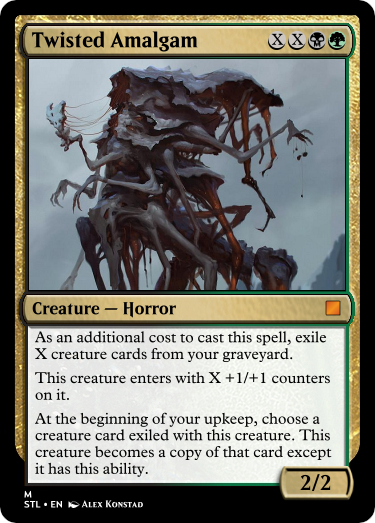 Twisted Amalgam X X
Creature — Horror
As an additional cost to cast this spell, exile
X creature cards from your graveyard.
This creature enters with X +1/+1 counters
on it.
At the beginning of your upkeep, choose a
creature card exiled with this creature. This
creature becomes a copy of that card except
it has this ability.
2/2
M
STL • EN Alex Konstad